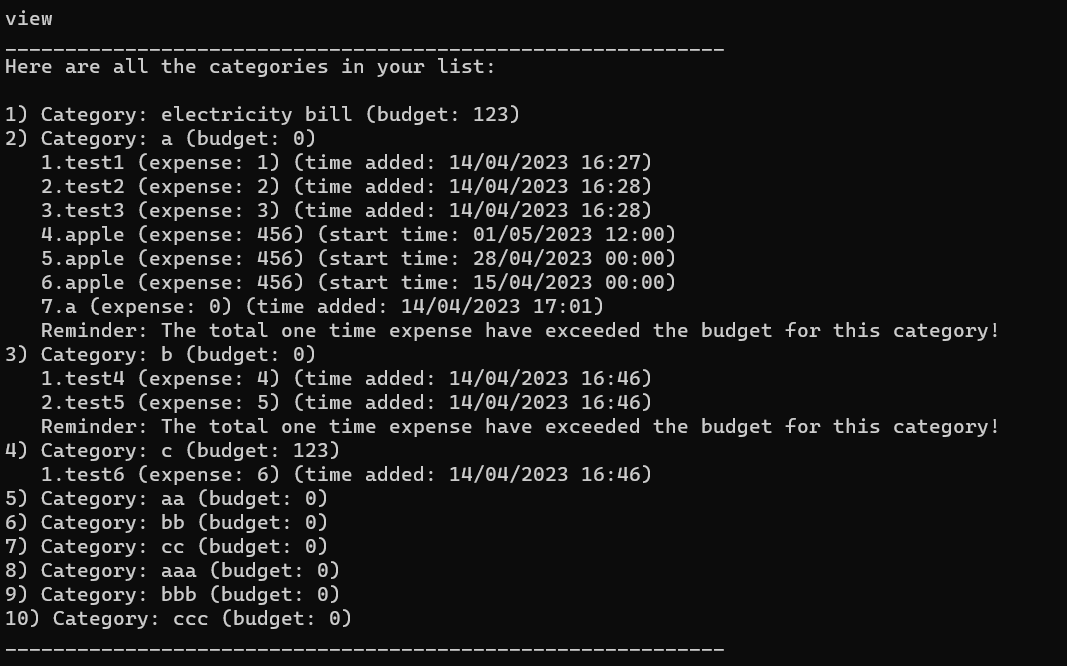 view
____________________________________________________________
Here are all the categories in your list:

1) Category: electricity bill (budget: 123)
2) Category: a (budget: 0)
   1.test1 (expense: 1) (time added: 14/04/2023 16:27)
   2.test2 (expense: 2) (time added: 14/04/2023 16:28)
   3.test3 (expense: 3) (time added: 14/04/2023 16:28)
   4.apple (expense: 456) (start time: 01/05/2023 12:00)
   5.apple (expense: 456) (start time: 28/04/2023 00:00)
   6.apple (expense: 456) (start time: 15/04/2023 00:00)
   7.a (expense: 0) (time added: 14/04/2023 17:01)
   Reminder: The total one time expense have exceeded the budget for this category!
3) Category: b (budget: 0)
   1.test4 (expense: 4) (time added: 14/04/2023 16:46)
   2.test5 (expense: 5) (time added: 14/04/2023 16:46)
   Reminder: The total one time expense have exceeded the budget for this category!
4) Category: c (budget: 123)
   1.test6 (expense: 6) (time added: 14/04/2023 16:46)
5) Category: aa (budget: 0)
6) Category: bb (budget: 0)
7) Category: cc (budget: 0)
8) Category: aaa (budget: 0)
9) Category: bbb (budget: 0)
10) Category: ccc (budget: 0)
____________________________________________________________